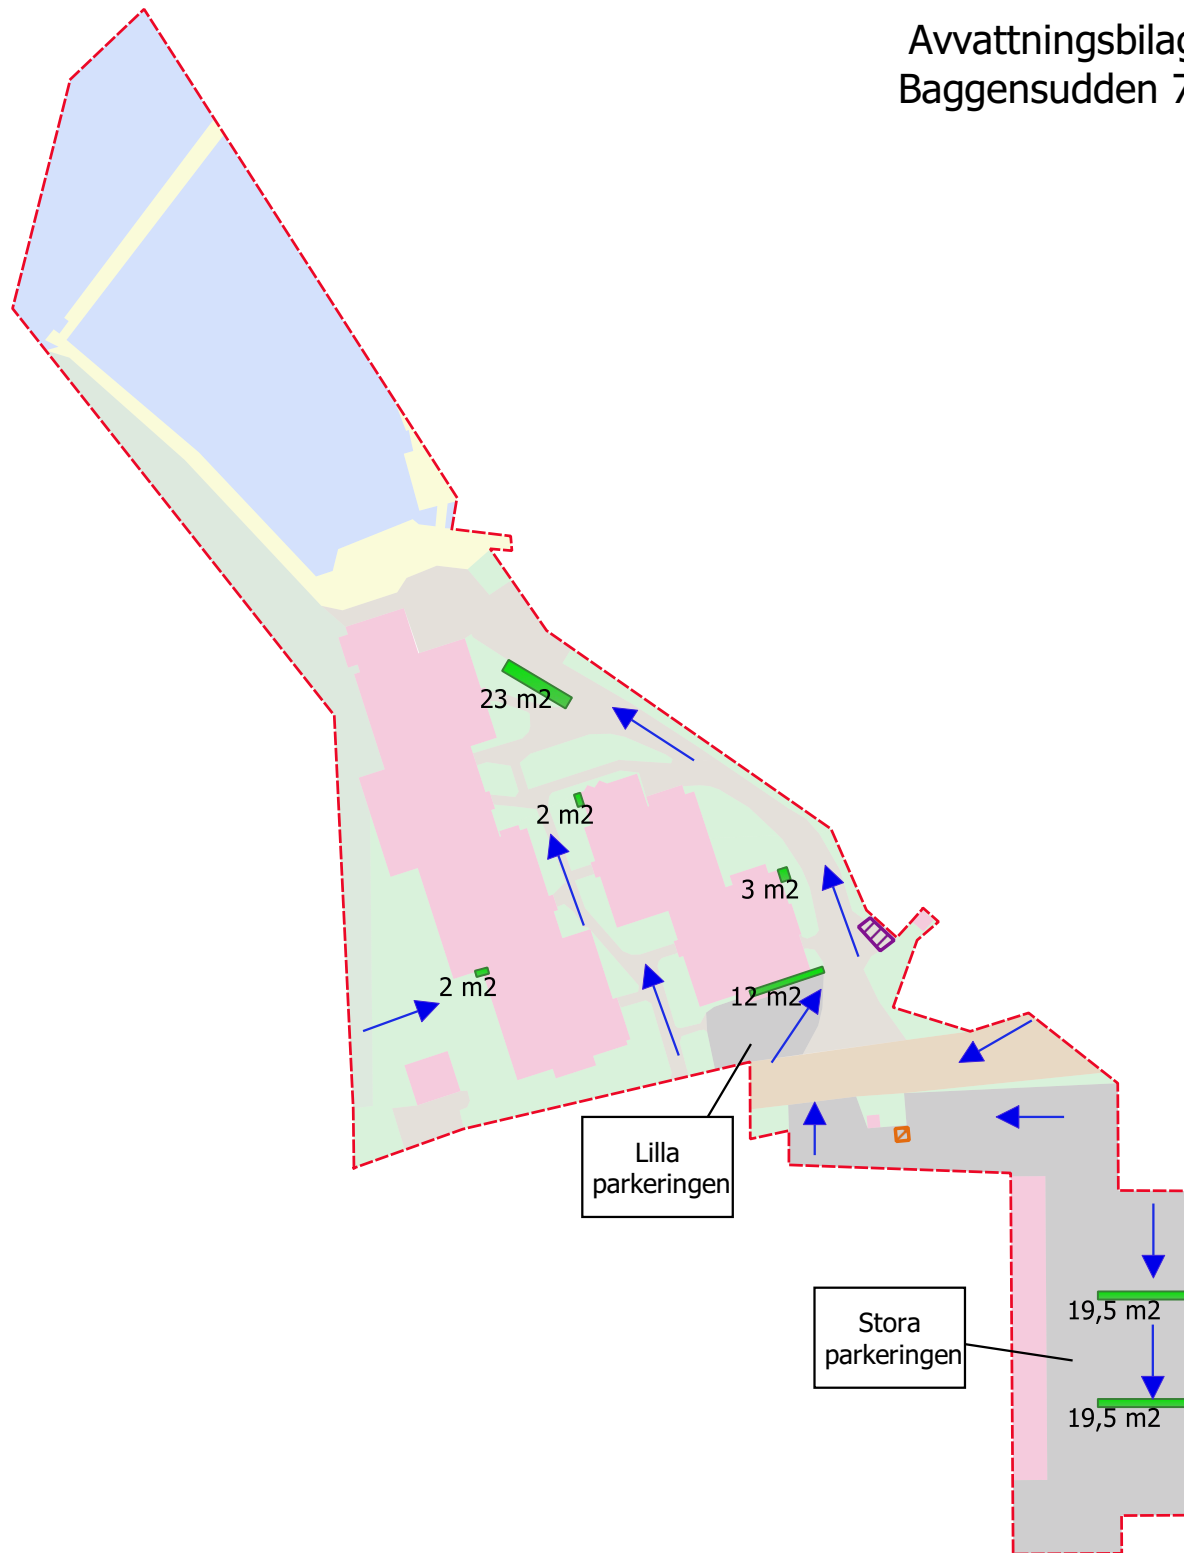 Avvattningsbilag
Baggensudden 7
23 m2
2 m2
3 m2
2 m2
12 m2
Lilla
parkeringen
Stora
parkeringen
19,5 m2
19,5 m2